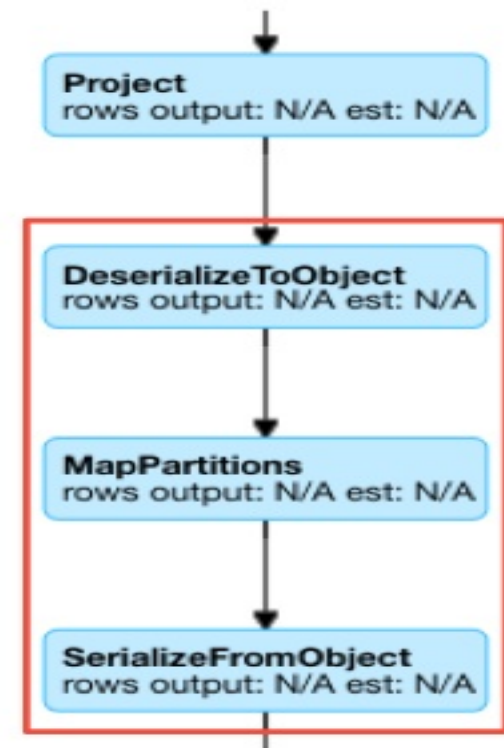 Project
rows output: N/A est: N/A
DeserializeToObject
rows output: N/A est: N/A
MapPartitions
rows output: N/A est: N/A
SerializeFromObject
rows output: N/A est: N/A